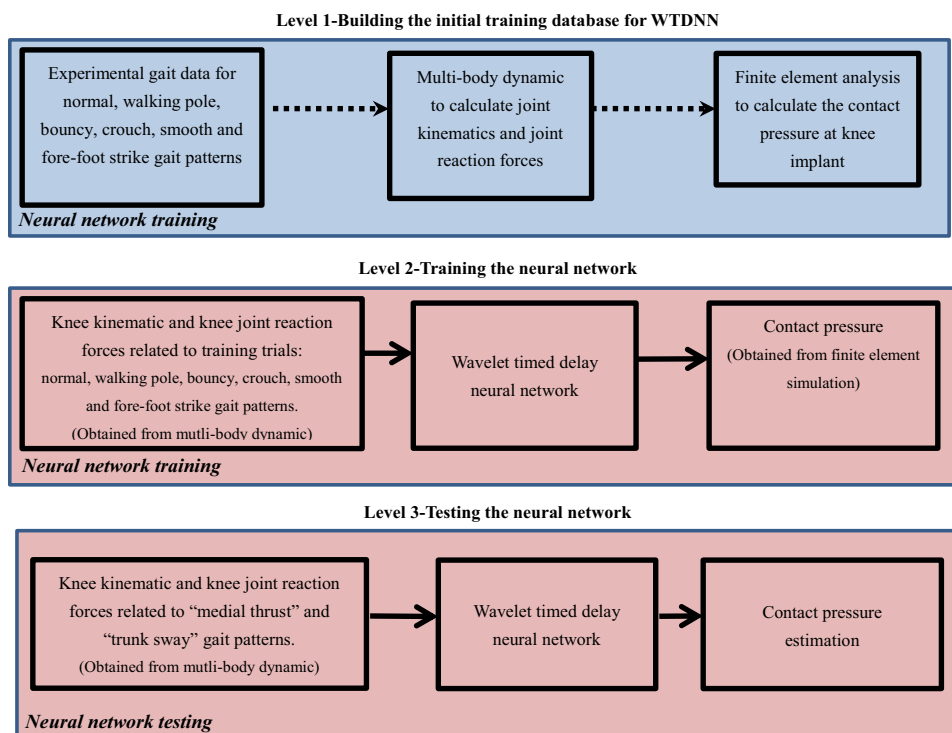 Level 1-Building the initial training database for WTDNN
Experimental gait data for
normal, walking pole,
bouncy, crouch, smooth and
fore-foot strike gait patterns
Multi-body dynamic
to calculate joint
kinematics and joint
reaction forces
Finite element analysis
to calculate the contact
pressure at knee
implant
Neural network training
Level 2-Training the neural network
Knee kinematic and knee joint reaction
forces related to training trials:
normal, walking pole, bouncy, crouch, smooth
and fore-foot strike gait patterns.
(Obtained from mutli-body dynamic)
Wavelet timed delay
neural network
Contact pressure
(Obtained from finite element
simulation)
Neural network training
Level 3-Testing the neural network
Knee kinematic and knee joint reaction
forces related to “medial thrust” and
“trunk sway” gait patterns.
(Obtained from mutli-body dynamic)
Wavelet timed delay
neural network
Contact pressure
estimation
Neural network testing